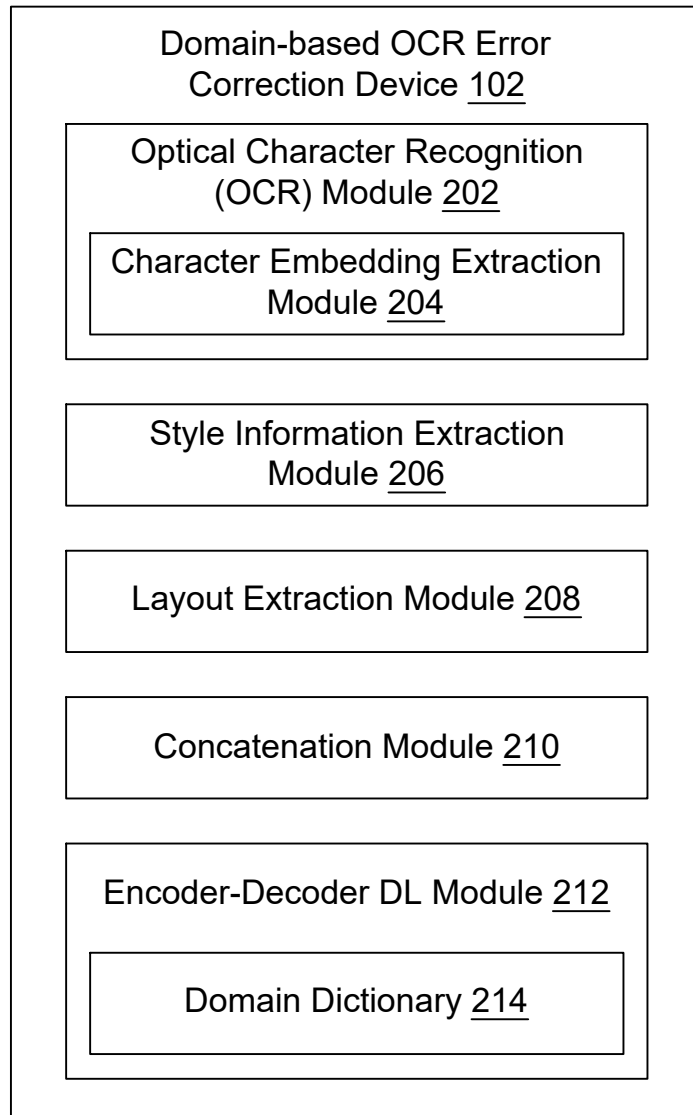 Domain-based OCR Error
Correction Device 102
Optical Character Recognition
(OCR) Module 202
Character Embedding Extraction
Module 204
Style Information Extraction
Module 206
Layout Extraction Module 208
Concatenation Module 210
Encoder-Decoder DL Module 212
Domain Dictionary 214